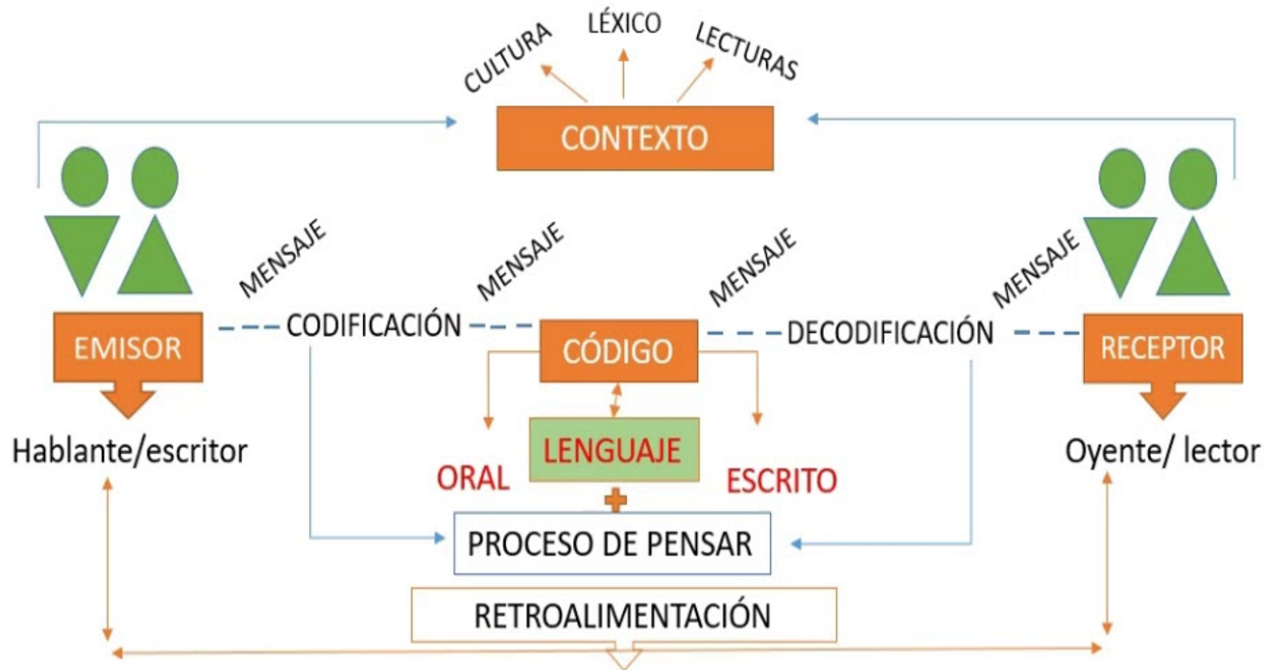 CULTURA
LÉXICO
LECTURAS
CONTEXTO
MENSAJE
MENSAJE
MENSAJE
MENSAJE
EMISOR
CODIFICACIÓN
CÓDIGO
DECODIFICACIÓN
RECEPTOR
Hablante/escritor
LENGUAJE
Oyente/ lector
ORAL
ESCRITO
PROCESO DE PENSAR
RETROALIMENTACIÓN